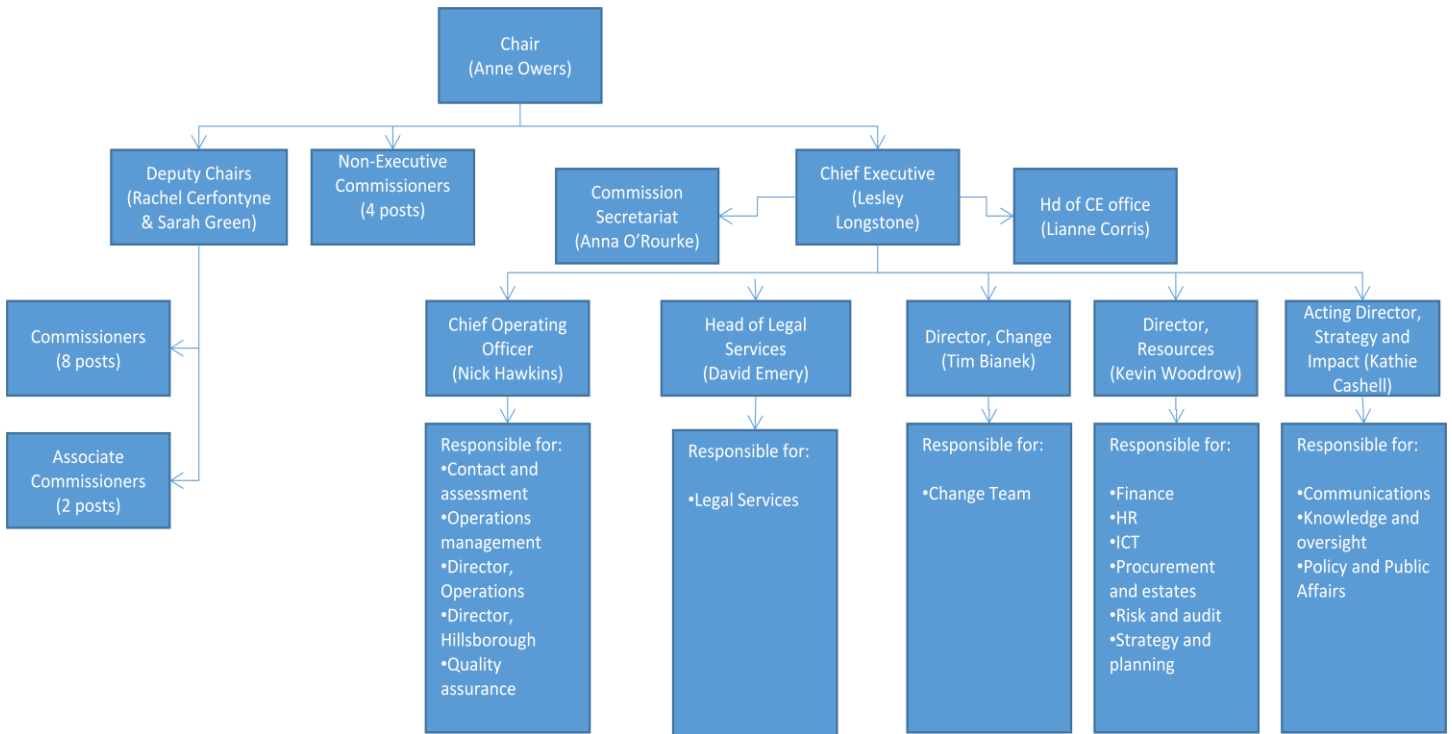 Chair
(Anne Owers)
Deputy Chairs
(Rachel Cerfontyne
& Sarah Green)
Non-Executive
Commissioners
(4 posts)
Chief Executive
(Lesley
Longstone)
Commission
Secretariat
(Anna O’Rourke)
Hd of CE office
(Lianne Corris)
Commissioners
(8 posts)
Associate
Commissioners
(2 posts)
Chief Operating
Officer
(Nick Hawkins)
Head of Legal
Services
(David Emery)
Director, Change
(Tim Bianek)
Director,
Resources
(Kevin Woodrow)
Acting Director,
Strategy and
Impact (Kathie
Cashell)
Responsible for:
•Contact and
assessment
•Operations
management
•Director,
Operations
•Director,
Hillsborough
•Quality
assurance
Responsible for:
•Legal Services
Responsible for:
•Change Team
Responsible for:
•Finance
•HR
•ICT
•Procurement
and estates
•Risk and audit
•Strategy and
planning
Responsible for:
•Communications
•Knowledge and
oversight
•Policy and Public
Affairs